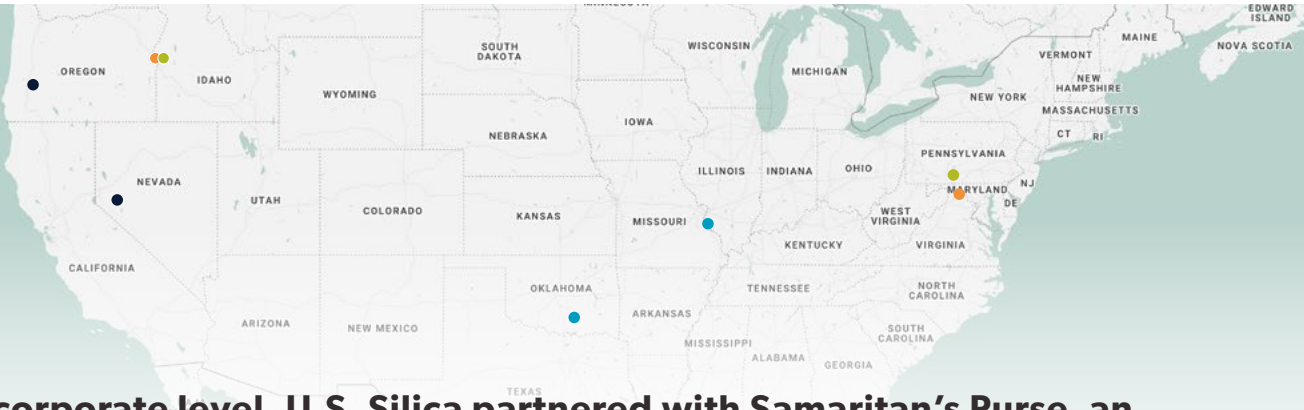 EDWARD
ISLAND
MAINE
NOVA SCOTIA
WISCONSIN
SOUTH
DAKOTA
VERMONT
OREGON
MICHIGAN
IDAHO
NEW
HAMPSHIRE
WYOMING
NEW YORK
MASSACHUSETTS
IOWA
NEBRASKA
CT
RI
PENNSYLVANIA
ILLINOIS
INDIANA
OHIO
NEVADA
NJ
MARYLAND
UTAH
DE
COLORADO
KANSAS
MISSOURI
WEST
VIRGINIA
KENTUCKY
VIRGINIA
CALIFORNIA
OKLAHOMA
TENNESSEE
NORTH
CAROLINA
ARKANSAS
ARIZONA
NEW MEXICO
SOUTH
CAROLINA
MISSISSIPPI
ALABAMA
GEORGIA
TEXAS
corporate level, U.S. Silica partnered with Samaritan's Purse, an